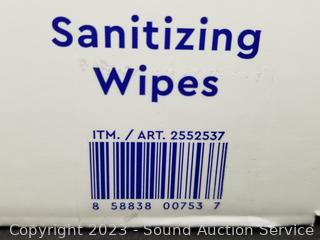 Sanitizing
Wipes
ITM. / ART. 2552537
8 58838 00753 7
Copyright 2023 - Sound Auction Service